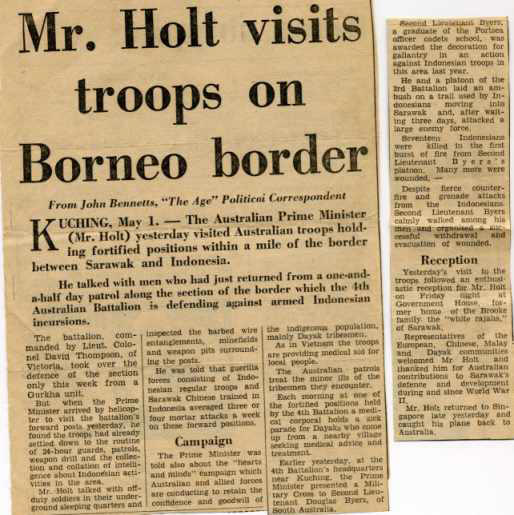 Mr. Holt visits
troops on
Borneo border
From John Bennetts, "The Age" Political Correspondent
KUCHING, May 1. — The Australian Prime Minister
(Mr. Holt) yesterday visited Australian troops hold-
ing fortified positions within a mile of the border
between Sarawak and Indonesia.
He talked with men who had just returned from a one-and-
a-half day patrol along the section of the border which the 4th
Australian Battalion is defending against armed Indonesian
incursions.
The battalion, com-
manded by Lieut. Colo-
nel David Thompson, of
Victoria, took over the
defence of the section
only this week from a
Gurkha unit.
But when the Prime
Minister arrived by helicop-
ter to visit the battalion's
forward posts yesterday, he
found the troops had already
settled down to the routine
of 24-hour guards, patrols,
weapon drill and the collec-
tion and collation of intelli-
gence about Indonesian acti-
vities in the area.
Mr. Holt talked with off-
duty soldiers in their under-
ground sleeping quarters and
inspected the barbed wire
entanglements, minefields
and weapon pits surround-
ing the posts.
He was told that guerilla
forces consisting of Indo-
nesian regular troops and
Sarawak Chinese trained in
Indonesia averaged three or
four mortar attacks a week
on these forward positions.
Campaign
The Prime Minister was
told also about the "hearts
and minds" campaign which
Australian and allied forces
are conducting to retain the
confidence and goodwill of
the indigenous population,
mainly Dayak tribesmen.
As in Vietnam the troops
are providing medical aid for
local people.
The Australian patrols
treat the minor ills of the
tribesmen they encounter.
Each morning at one of
the fortified positions held
by the 4th Battalion a medi-
cal corporal holds a sick
parade for Dayaks who come
up from a nearby village
seeking medical advice and
treatment.
Earlier yesterday, at the
4th Battalion's headquarters
near Kuching, the Prime
Minister presented a Mili-
tary Cross to Second Lieu-
tenant Douglas Byers, of
South Australia.
Second Lieutenant Byers,
a graduate of the Portsea
officer cadets school, was
awarded the decoration for
gallantry in an action
against Indonesian troops in
this area last year.
He and a platoon of the
3rd Battalion laid an am-
bush on a trail used by In-
donesians moving into
Sarawak and, after wait-
ing three days, attacked a
large enemy force.
Seventeen Indonesians
were killed in the first
burst of fire from Second
Lieutenant Byers's
platoon. Many more were
wounded, —
Despite fierce counter-
fire and grenade attacks
from the Indonesians
Second Lieutenant Byers
calmly walked among his
men and organised a suc-
cessful withdrawal and
evacuation of wounded.
Reception
Yesterday's visit to the
troops followed an enthusi-
astic reception for Mr. Holt
on Friday night at
Government House, for-
mer home of the Brooke
family, the "white rajahs,"
of Sarawak.
Representatives of the
European, Chinese, Malay
and Dayak communities
welcomed Mr Holt and
thanked him for Australian
contributions to Sarawak's
defence and development
during and since World War
II.
Mr. Holt returned to Sin-
gapore late yesterday and
caught his plane back to
Australia.